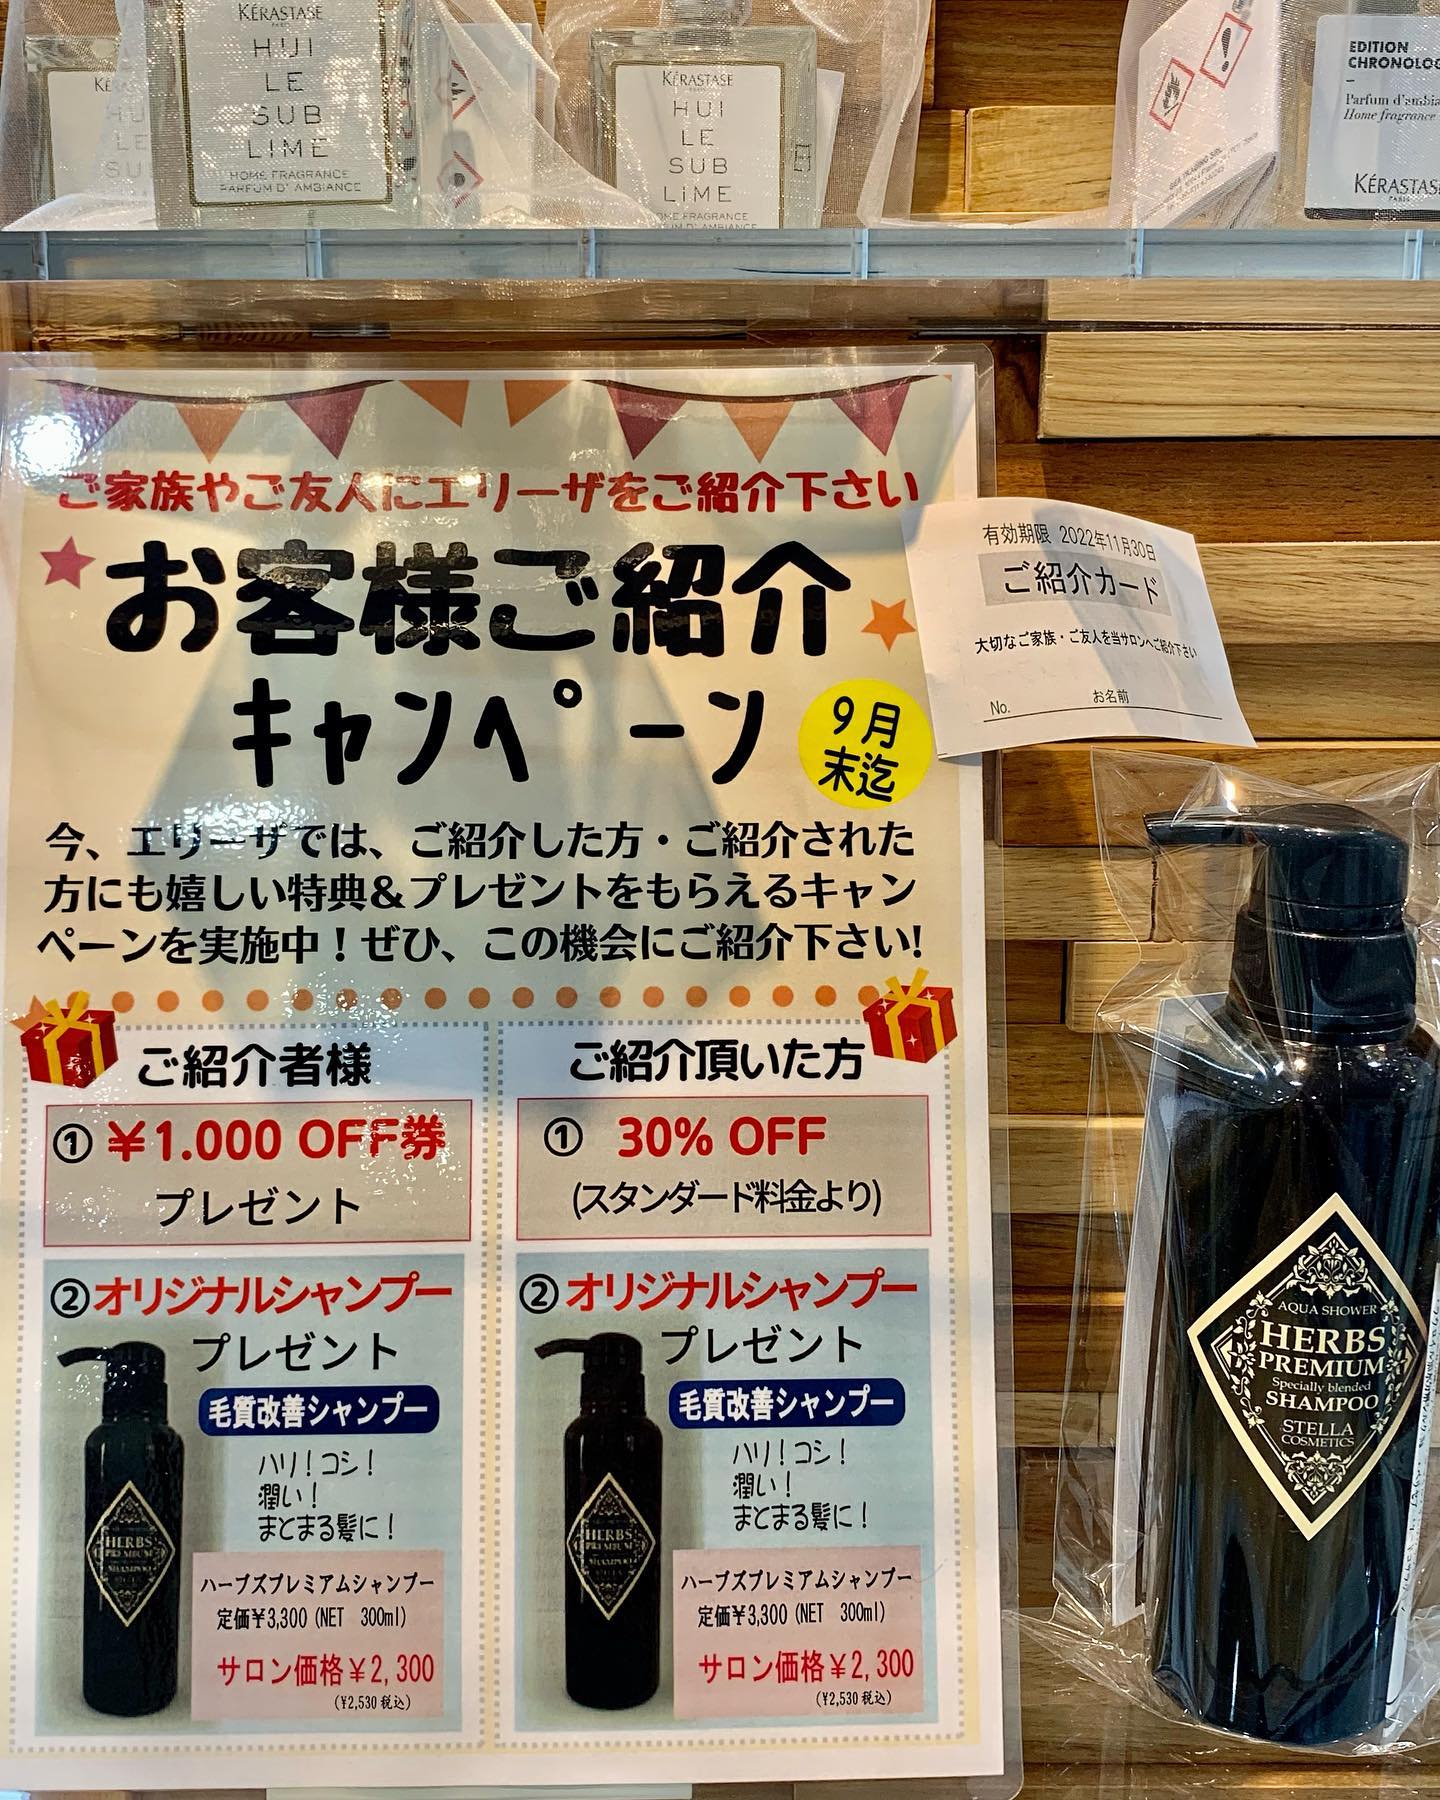 KÉRASTASE
PARIS
HUI
LE
SUB
LIME
HOME FRAGRANCE
PARFUM D' AMBIANCE
KÉRASTASE
PARIS
HUI
LE
SUB
LIME
HOME FRAGRANCE
EDITION
Parfum d'ambia
Home fragrance
KÉRASTAS
PARIS
ご家族やご友人にエリーザをご紹介下さい
お客様ご紹介
キャンペーン
9月
末迄
有効期限 2022年11月30日
ご紹介カード
大切なご家族・ご友人を当サロンへご紹介下さい
No. お名前
今、エリーザでは、ご紹介した方・ご紹介された
方にも嬉しい特典&プレゼントをもらえるキャン
ペーンを実施中！ぜひ、この機会にご紹介下さい!
ご紹介者様
①￥1.000 OFF券
プレゼント
②オリジナルシャンプー
プレゼント
毛質改善シャンプー
ハリ！コシ！
潤い！
まとまる髪に！
HERBS
PREMIUM
SHAMPOO
ハーブズプレミアムシャンプー
定価￥3,300 (NET 300ml)
サロン価格￥2,300
(¥2,530 税込)
ご紹介頂いた方
① 30% OFF
(スタンダード料金より)
②オリジナルシャンプー
プレゼント
毛質改善シャンプー
ハリ！コシ！
潤い！
まとまる髪に！
HERBS
PREMIUM
SHAMPOO
ハーブズプレミアムシャンプー
定価￥3,300 (NET 300ml)
サロン価格￥2,300
(¥2,530 税込)
AQUA SHOWER
HERBS
PREMIUM
Specially blended
SHAMPOO
STELLA
COSMETICS